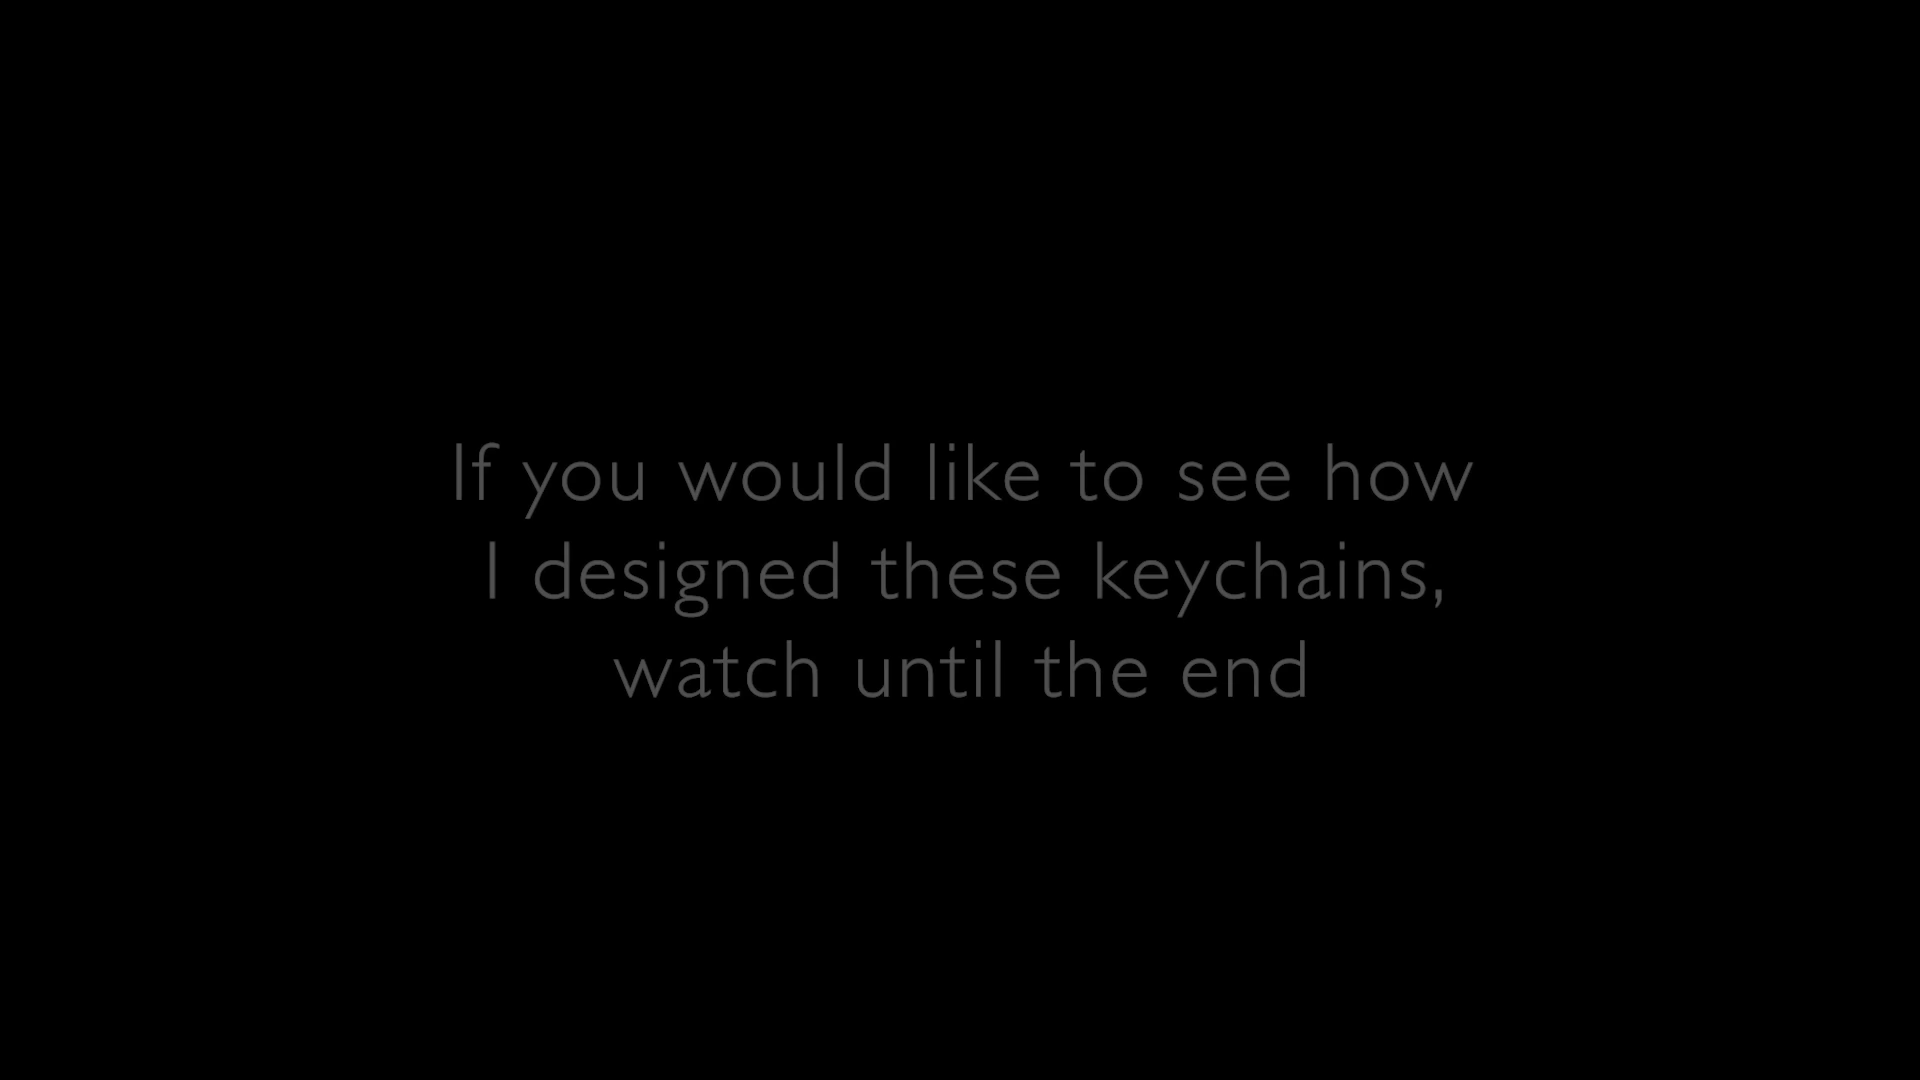 If you would like to see how
I designed these keychains,
watch until the end